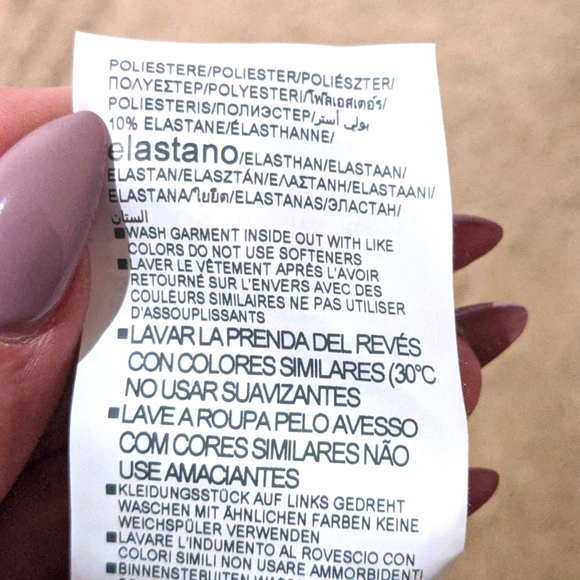 POLIESTERE/POLIESTER/POLIÉSZTER/
ΠΟΛΥΕΣΤΕΡ/POLYESTERI/โพลีเอสเตอร์/
POLIESTERIS/ПОЛИЭСТЕР/بولي أستر
10% ELASTANE/ÉLASTHANNE/
elastano/ELASTHAN/ELASTAAN/
ELASTAN/ELASZTÁN/ΕΛΑΣΤΑΝΗ/ELASTAANI/
ELASTANA/ใยยืด/ELASTANAS/ЭЛАСТАН/
الستان
■WASH GARMENT INSIDE OUT WITH LIKE
COLORS DO NOT USE SOFTENERS
■LAVER LE VÊTEMENT APRÈS L'AVOIR
RETOURNÉ SUR L'ENVERS AVEC DES
COULEURS SIMILAIRES NE PAS UTILISER
D'ASSOUPLISSANTS
■LAVAR LA PRENDA DEL REVÉS
CON COLORES SIMILARES (30°C
NO USAR SUAVIZANTES
■LAVE A ROUPA PELO AVESSO
COM CORES SIMILARES NÃO
USE AMACIANTES
■KLEIDUNGSSTÜCK AUF LINKS GEDREHT
WASCHEN MIT ÄHNLICHEN FARBEN KEINE
WEICHSPÜLER VERWENDEN
■LAVARE L'INDUMENTO AL ROVESCIO CON
COLORI SIMILI NON USARE AMMORBIDENTI
■BINNENSTEBUITEN